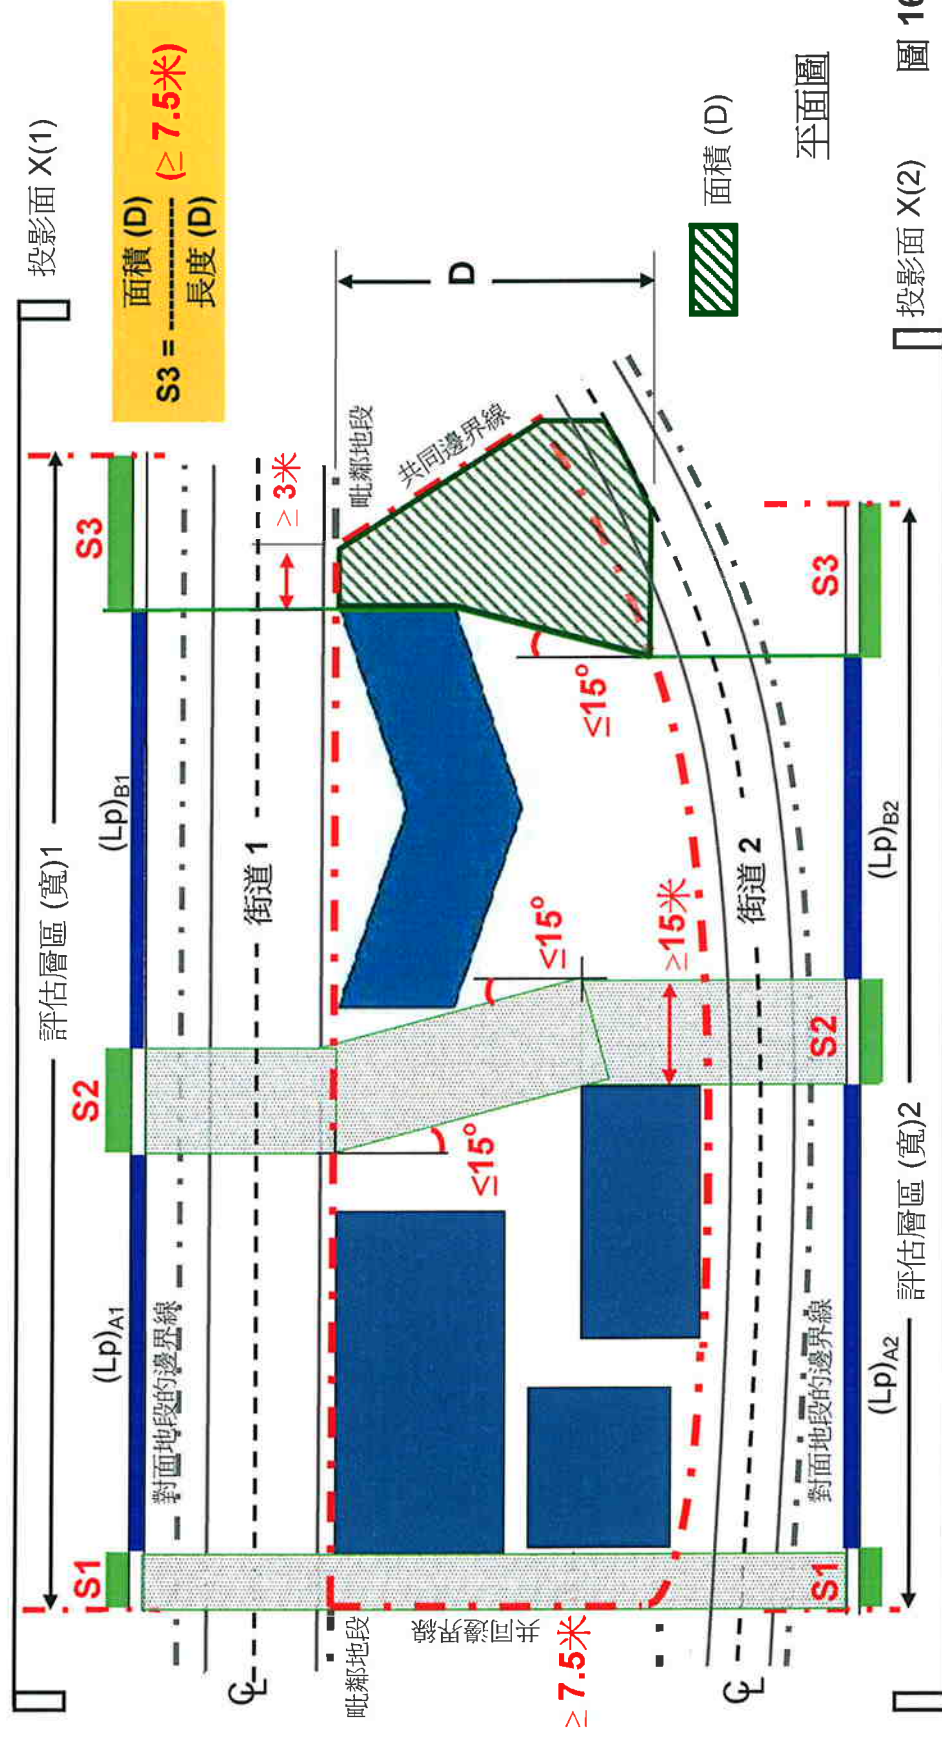 投影面 X(1)
評估層區 (寬)1
S1
(Lp)A1
S2
(Lp)B1
S3
面積 (D)
S3 = ------------ (≥ 7.5米)
長度 (D)
對面地段的邊界線
街道 1
≥ 3米
毗鄰地段
毗鄰地段
共同邊界線
共同邊界線
≥ 7.5米
≤15°
≤15°
≤15°
≥15米
D
面積 (D)
平面圖
街道 2
對面地段的邊界線
S1
S2
S3
(Lp)A2
(Lp)B2
評估層區 (寬)2
投影面 X(2)
CL
CL